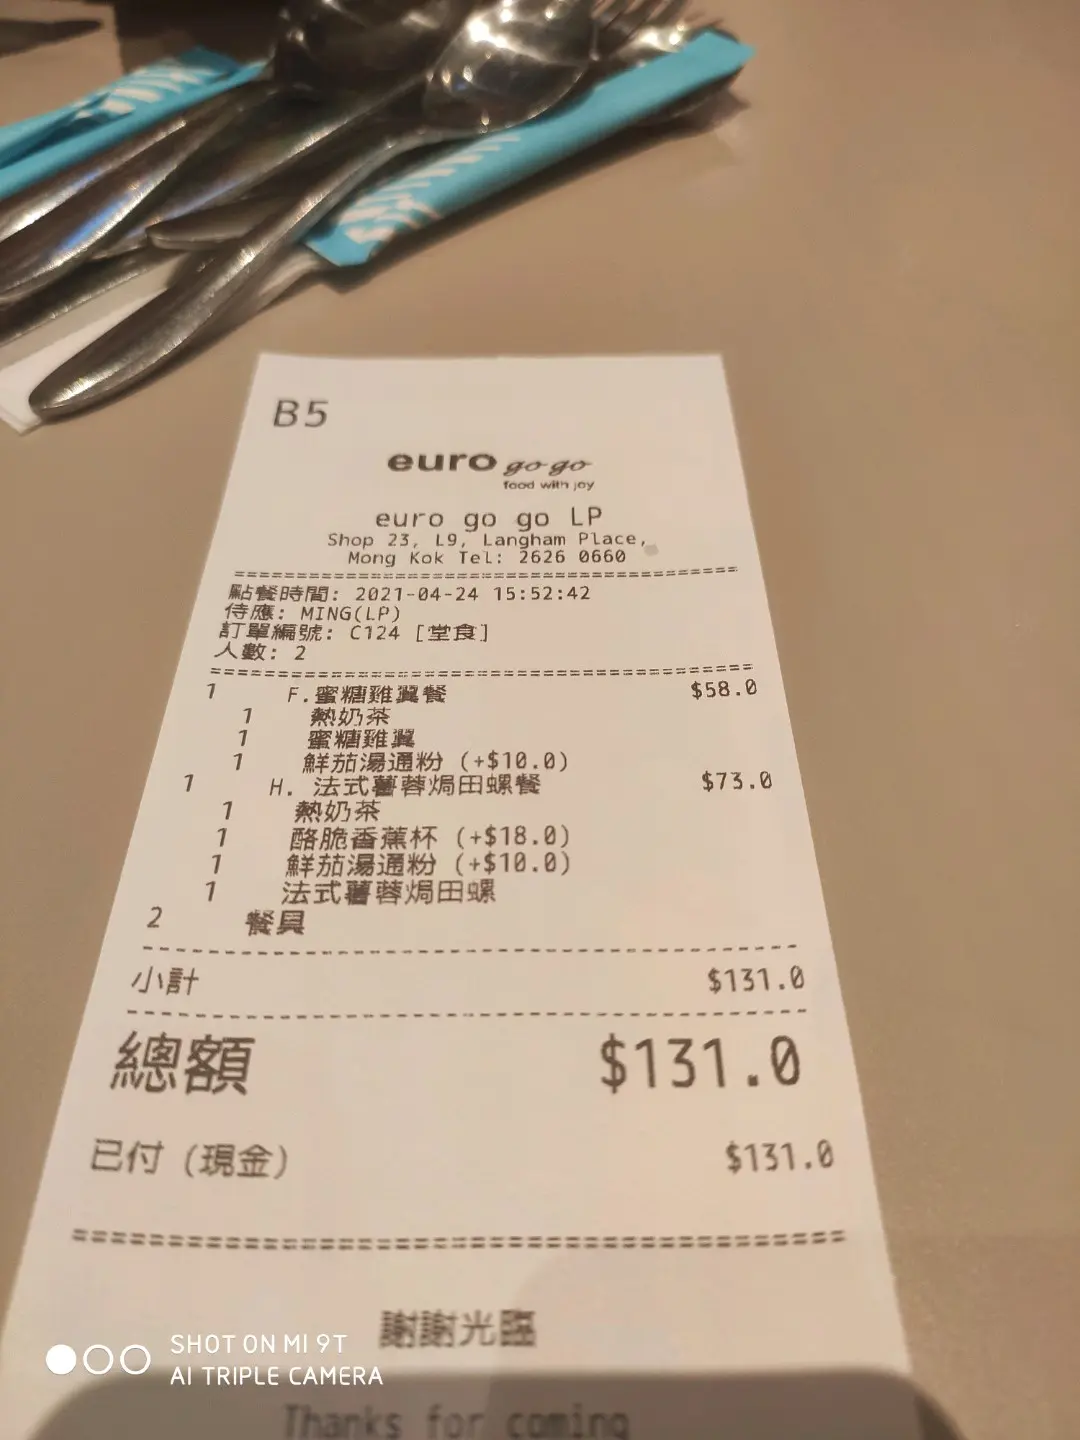 B5
euro go go
food with joy
euro go go LP
Shop 23, L9, Langham Place,
Mong Kok Tel: 2626 0660
點餐時間: 2021-04-24 15:52:42
侍應: MING(LP)
訂單編號: C124 [堂食]
人數: 2
1 F.蜜糖雞翼餐 $58.0
1 熱奶茶
1 蜜糖雞翼
1 鮮茄湯通粉 (+$10.0)
1 H. 法式薯蓉焗田螺餐 $73.0
1 熱奶茶
1 酪脆香蕉杯 (+$18.0)
1 鮮茄湯通粉 (+$10.0)
1 法式薯蓉焗田螺
2 餐具
小計 $131.0
總額 $131.0
已付 (現金) $131.0
謝謝光臨
Thanks for coming
SHOT ON MI 9T
AI TRIPLE CAMERA